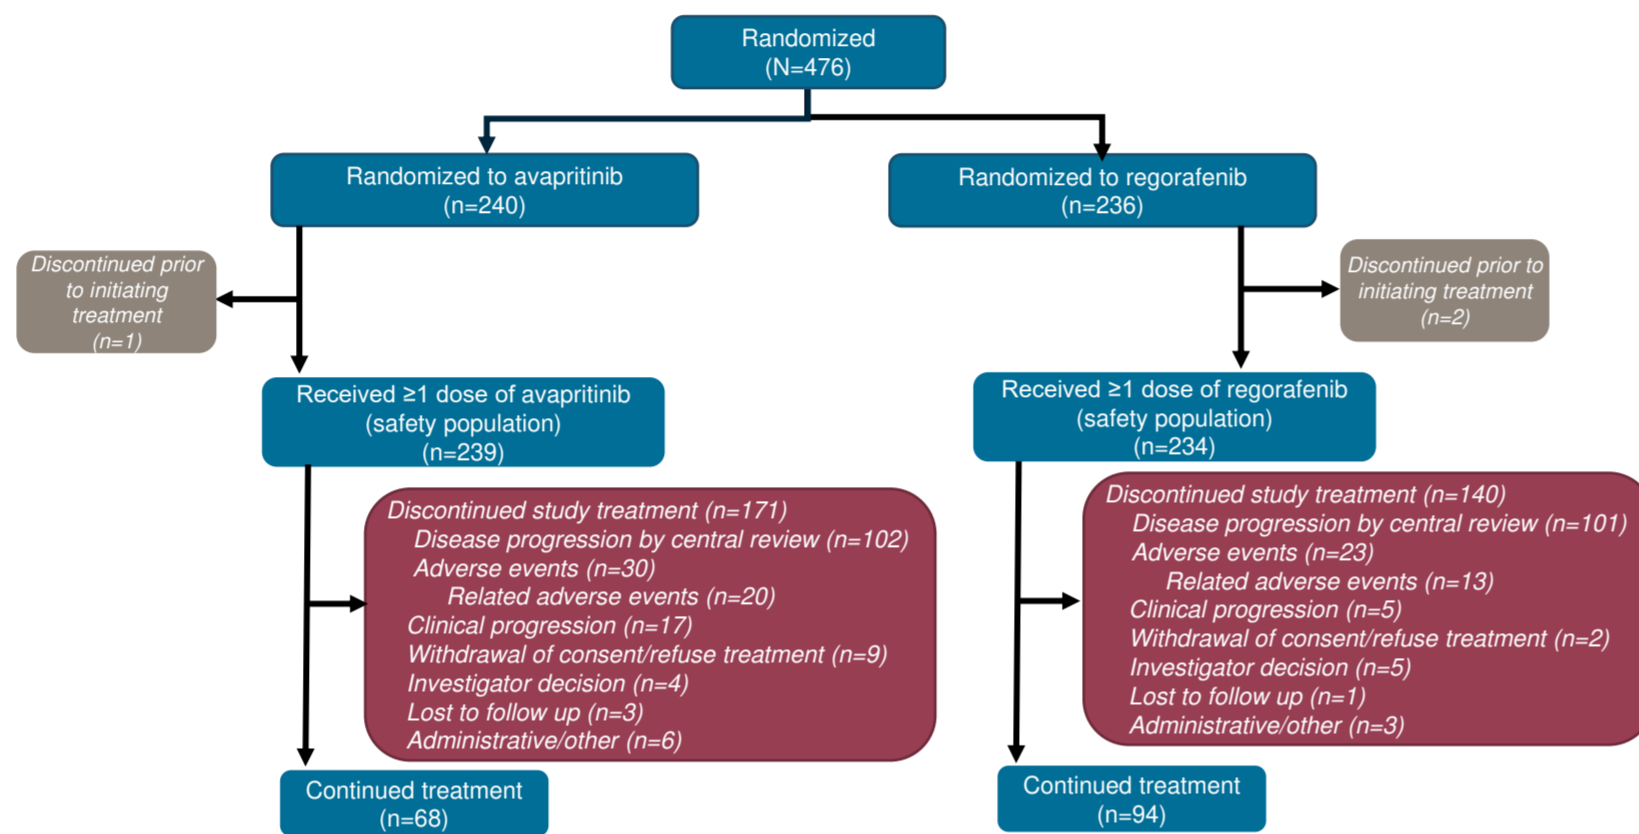 Randomized
(N=476)
Randomized to avapritinib
(n=240)
Randomized to regorafenib
(n=236)
Discontinued prior
to initiating
treatment
(n=1)
Discontinued prior to
initiating treatment
(n=2)
Received ≥1 dose of avapritinib
(safety population)
(n=239)
Received ≥1 dose of regorafenib
(safety population)
(n=234)
Discontinued study treatment (n=171)
Disease progression by central review (n=102)
Adverse events (n=30)
Related adverse events (n=20)
Clinical progression (n=17)
Withdrawal of consent/refuse treatment (n=9)
Investigator decision (n=4)
Lost to follow up (n=3)
Administrative/other (n=6)
Discontinued study treatment (n=140)
Disease progression by central review (n=101)
Adverse events (n=23)
Related adverse events (n=13)
Clinical progression (n=5)
Withdrawal of consent/refuse treatment (n=2)
Investigator decision (n=5)
Lost to follow up (n=1)
Administrative/other (n=3)
Continued treatment
(n=68)
Continued treatment
(n=94)